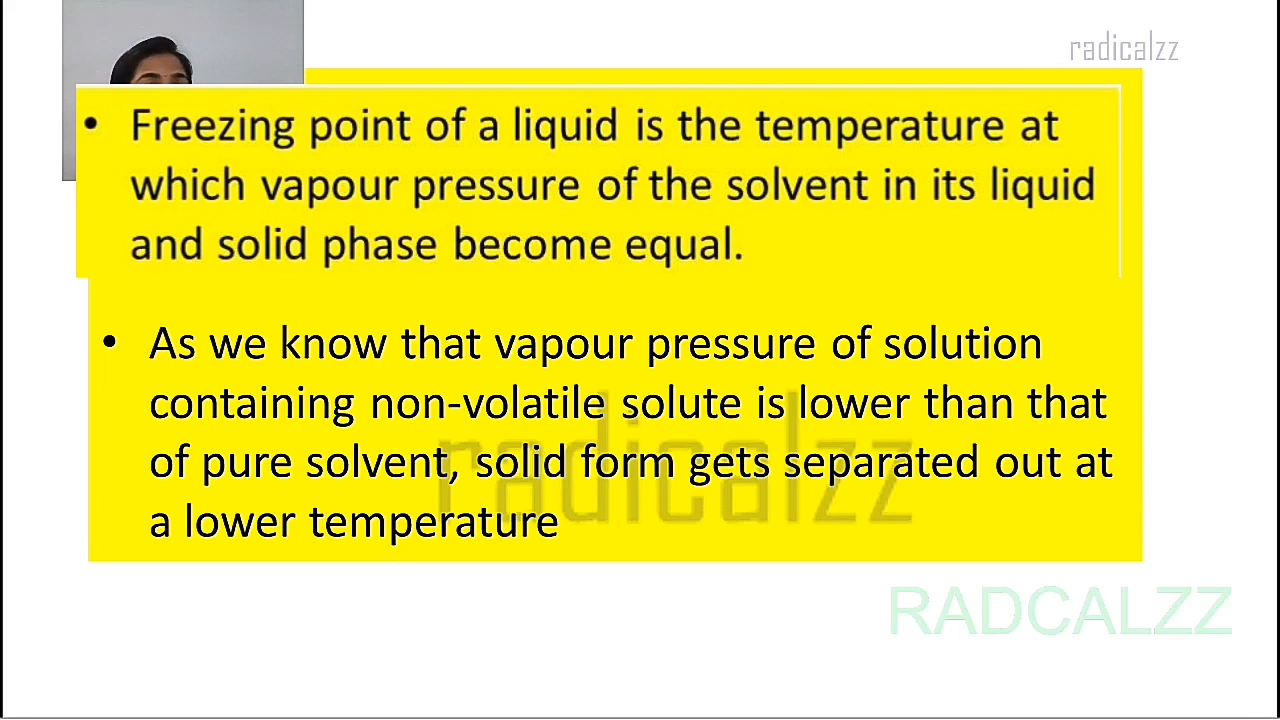 radicalzz
• Freezing point of a liquid is the temperature at
which vapour pressure of the solvent in its liquid
and solid phase become equal.
• As we know that vapour pressure of solution
containing non-volatile solute is lower than that
of pure solvent, solid form gets separated out at
a lower temperature
radicalzz
RADCALZZ